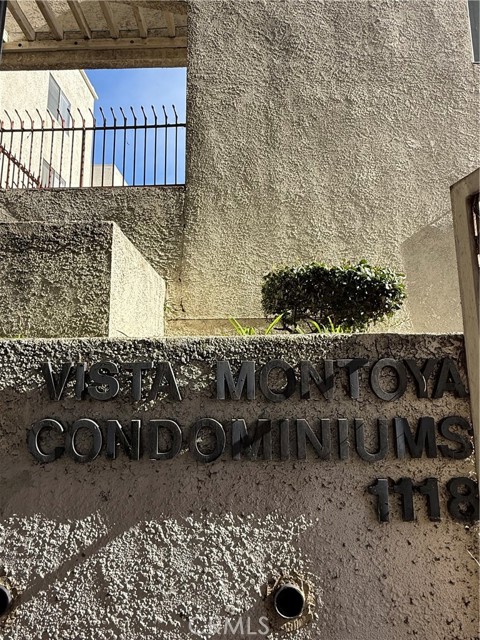 VISTA MONTOYA
CONDOMINIUMS
1118
CRMLS